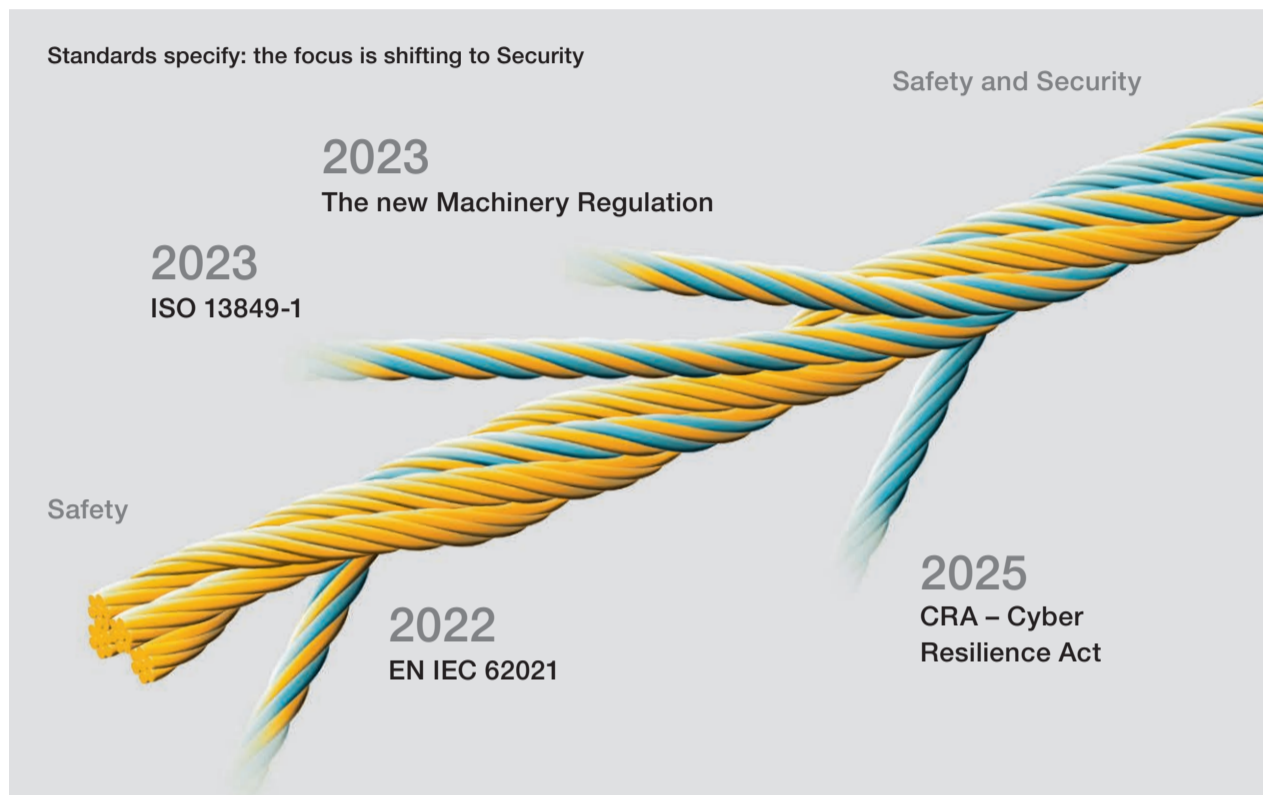 Standards specify: the focus is shifting to Security
Safety and Security
2023
The new Machinery Regulation
2023
ISO 13849-1
Safety
2022
EN IEC 62021
2025
CRA – Cyber
Resilience Act